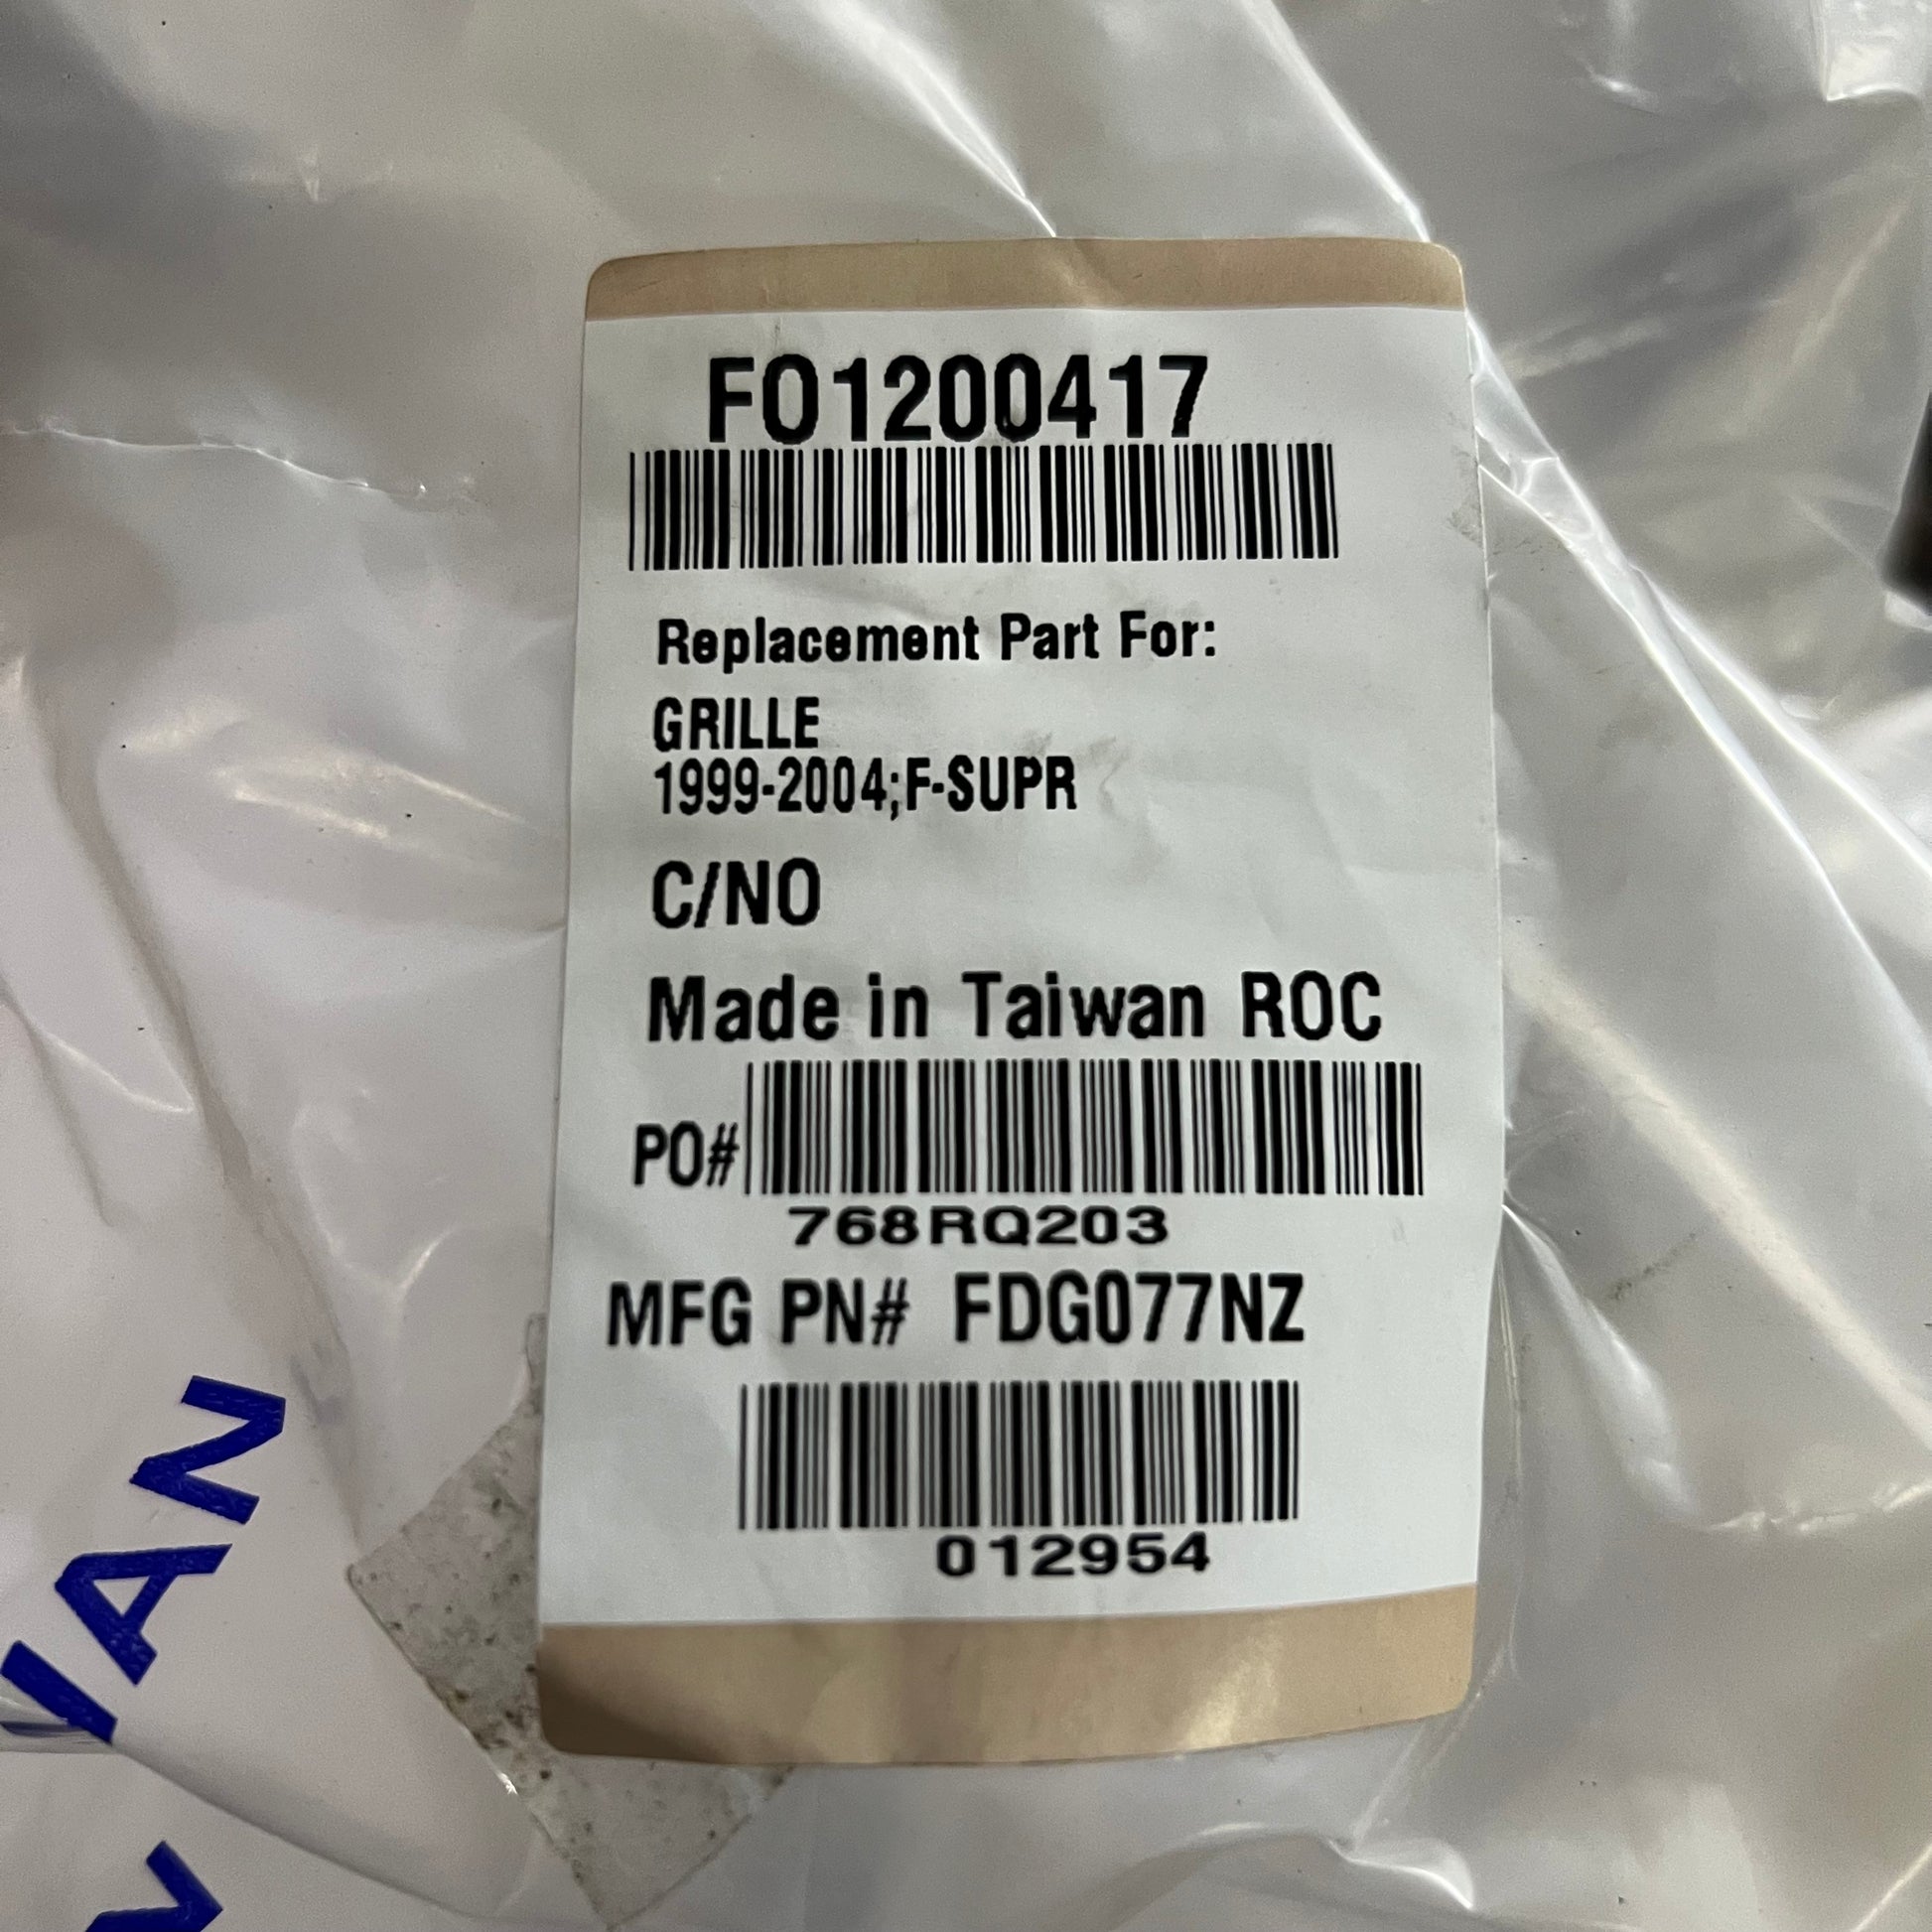 FO1200417
Replacement Part For:
GRILLE
1999-2004;F-SUPR
C/NO
Made in Taiwan ROC
PO#
768RQ203
MFG PN# FDG077NZ
012954
WAN